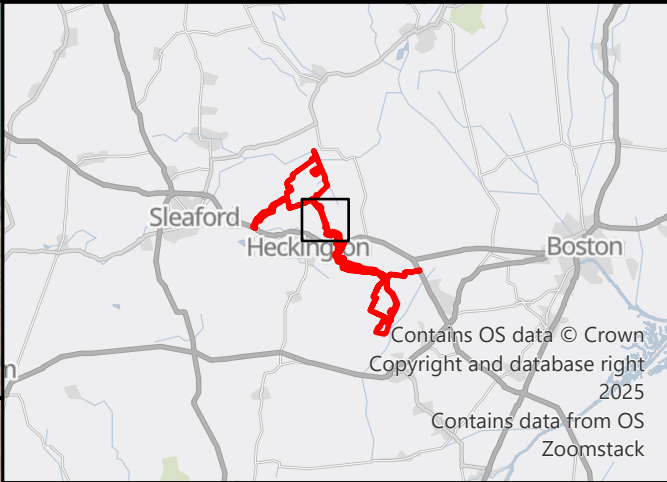 Sleaford
Heckington
Boston
n
Contains OS data © Crown
Copyright and database right
2025
Contains data from OS
Zoomstack